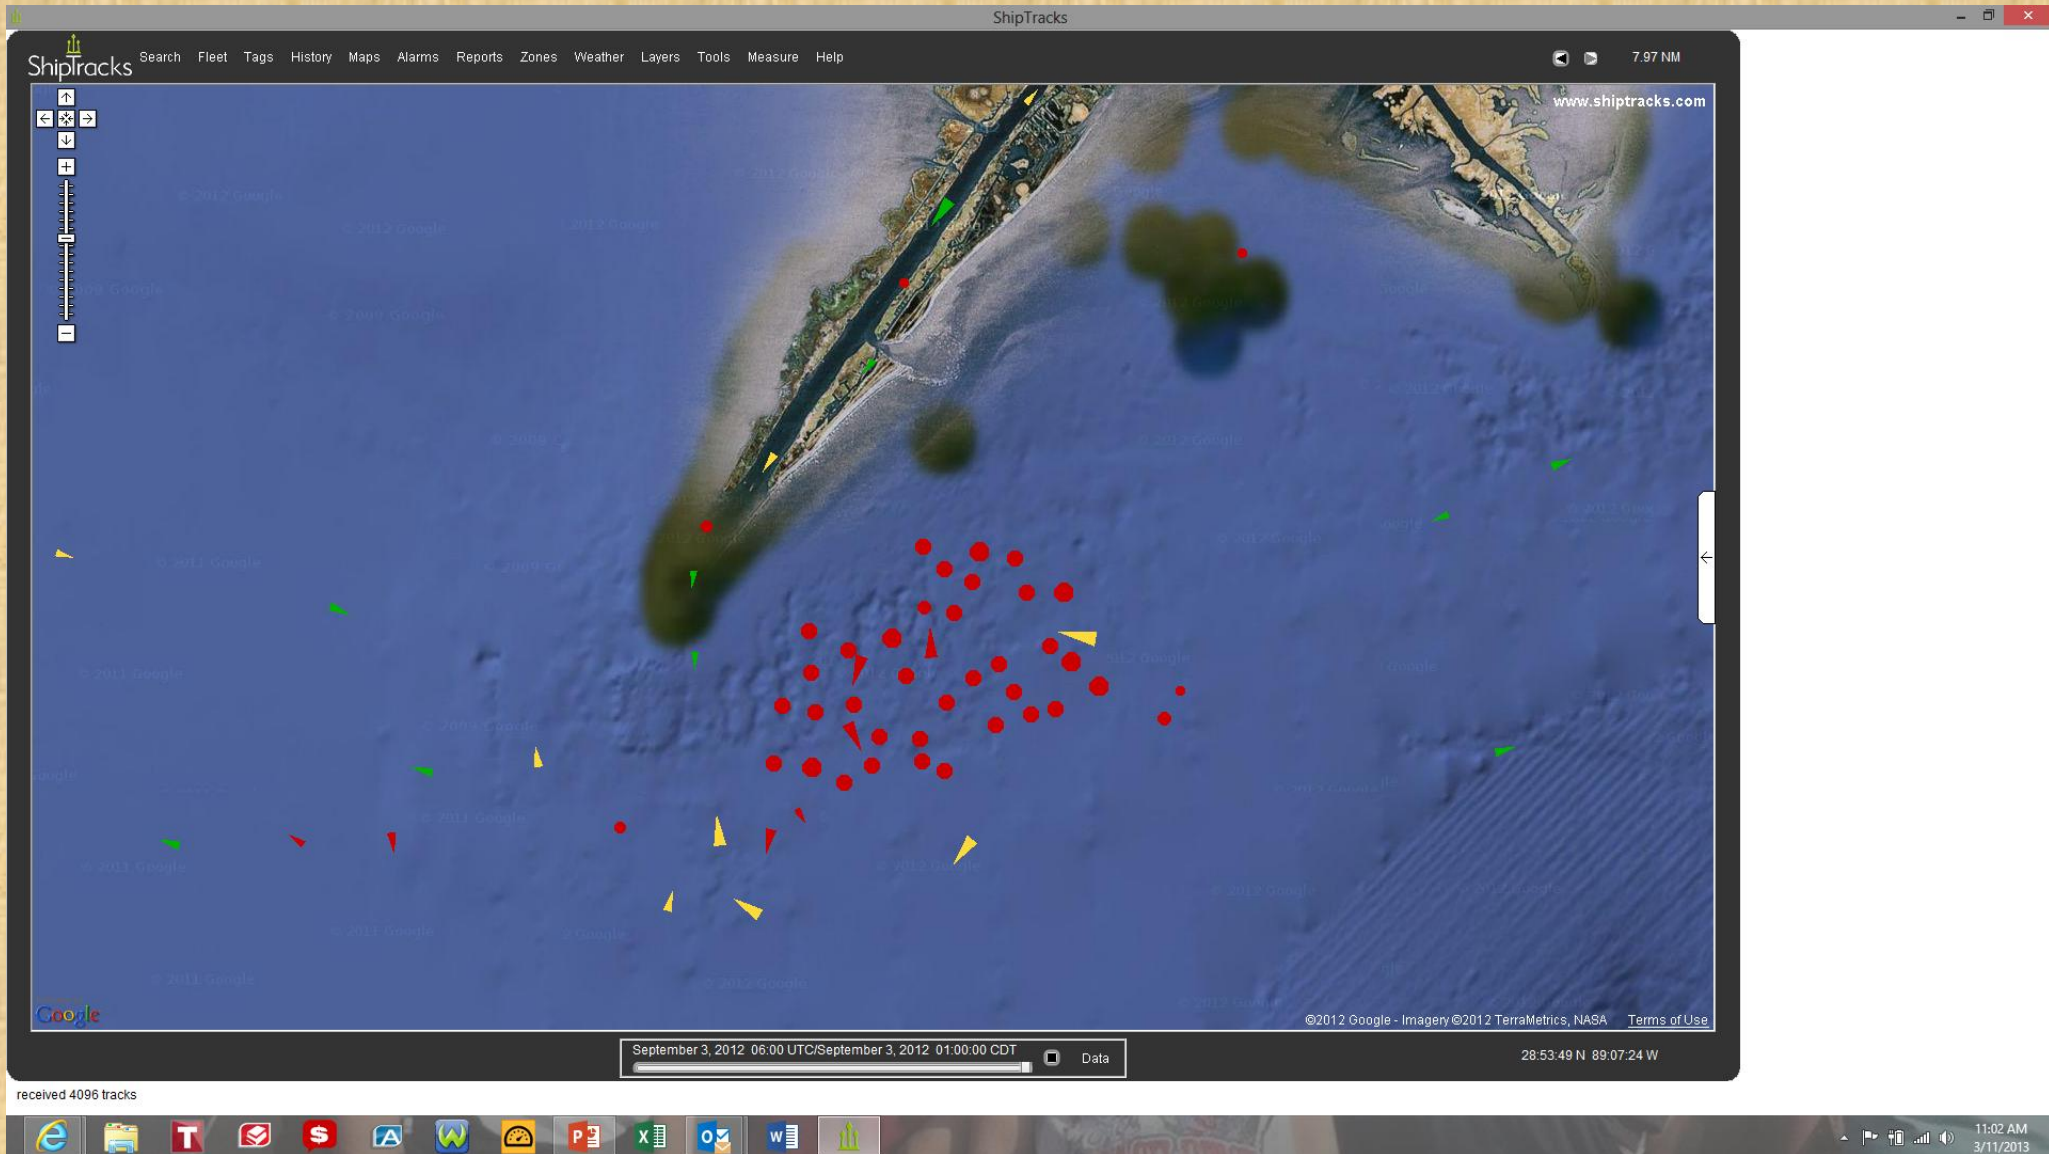 ShipTracks
ShipTracks
Search Fleet Tags History Maps Alarms Reports Zones Weather Layers Tools Measure Help
7.97 NM
www.shiptracks.com
Google
©2012 Google - Imagery ©2012 TerraMetrics, NASA Terms of Use
September 3, 2012 06:00 UTC/September 3, 2012 01:00:00 CDT
Data
28:53:49 N 89:07:24 W
received 4096 tracks
11:02 AM
3/11/2013